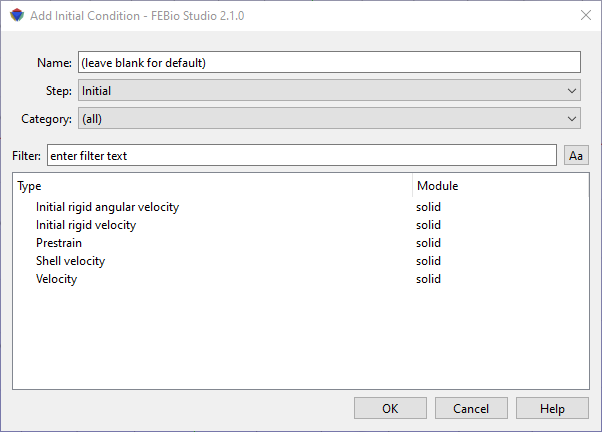 Add Initial Condition - FEBio Studio 2.1.0
Name: (leave blank for default)
Step: Initial
Category: (all)
Filter: enter filter text Aa
Type Module
Initial rigid angular velocity solid
Initial rigid velocity solid
Prestrain solid
Shell velocity solid
Velocity solid
OK Cancel Help